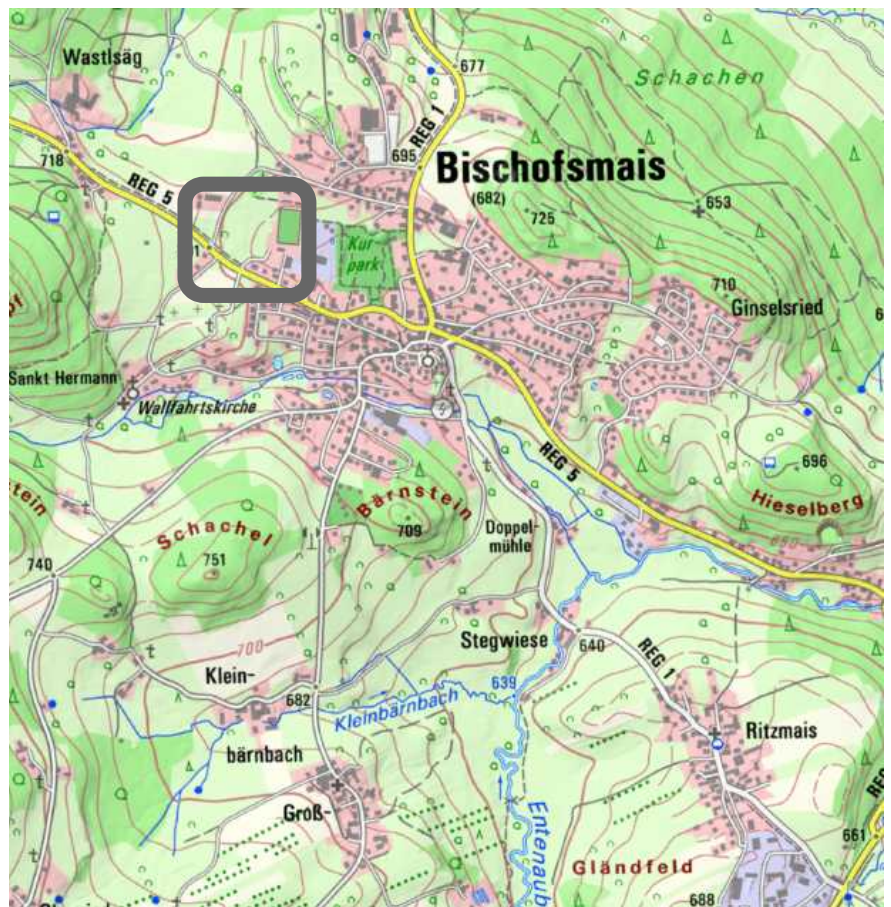 Wastlsäg
677
Schachen
REG 1
718
695
Bischofsmais
(682)
REG 5
653
725
Kur-
park
710
Ginselsried
Sankt Hermann
Wallfahrtskirche
REG 5
696
Bärnstein
Hieselberg
Schachel
709
Doppel-
mühle
751
740
700
Stegwiese
640
REG 1
Klein-
682
639
Kleinbärnbach
bärnbach
Ritzmais
Groß-
Entenaub
REG
661
Gländfeld
688